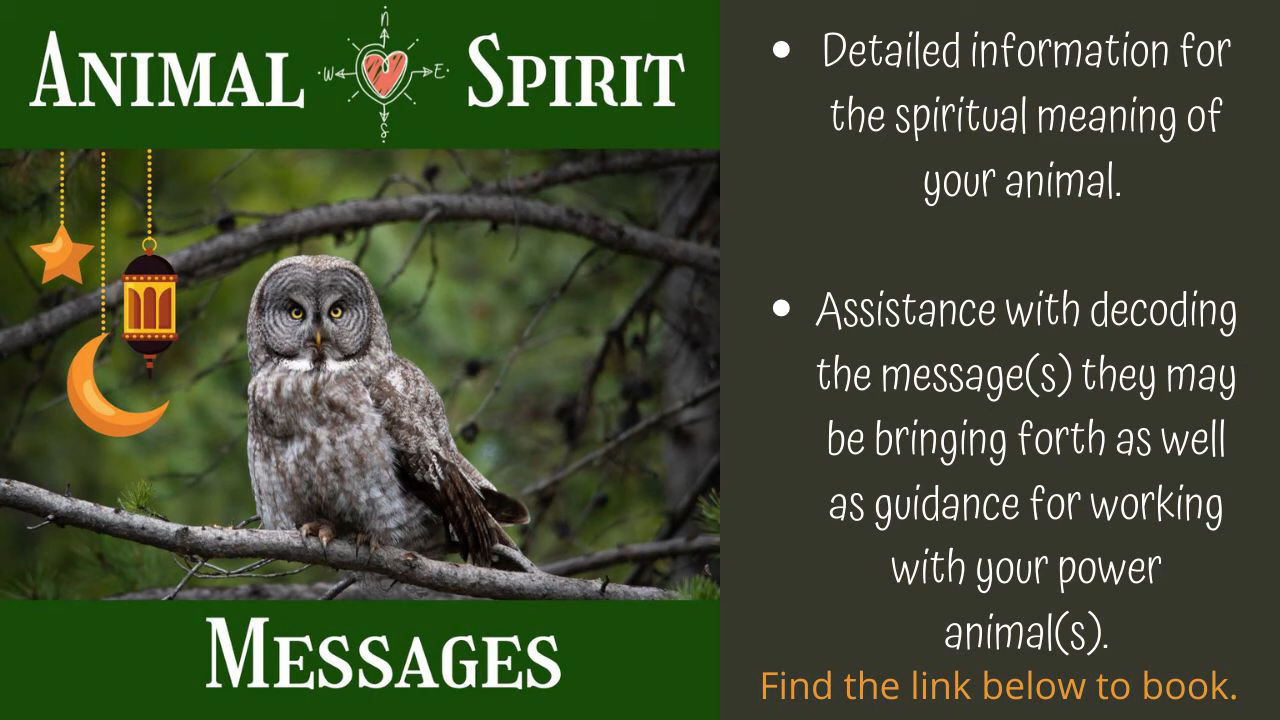 Animal Spirit
n
W E
s
Messages
• Detailed information for
the spiritual meaning of
your animal.
• Assistance with decoding
the message(s) they may
be bringing forth as well
as guidance for working
with your power
animal(s).
Find the link below to book.